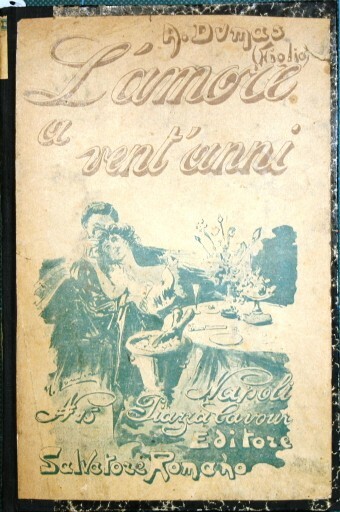 A. Dumas
(Figlio)
L'amore
a
vent'anni
Napoli
N 15 Piazza Cavour
Editore
Salvatore Romano